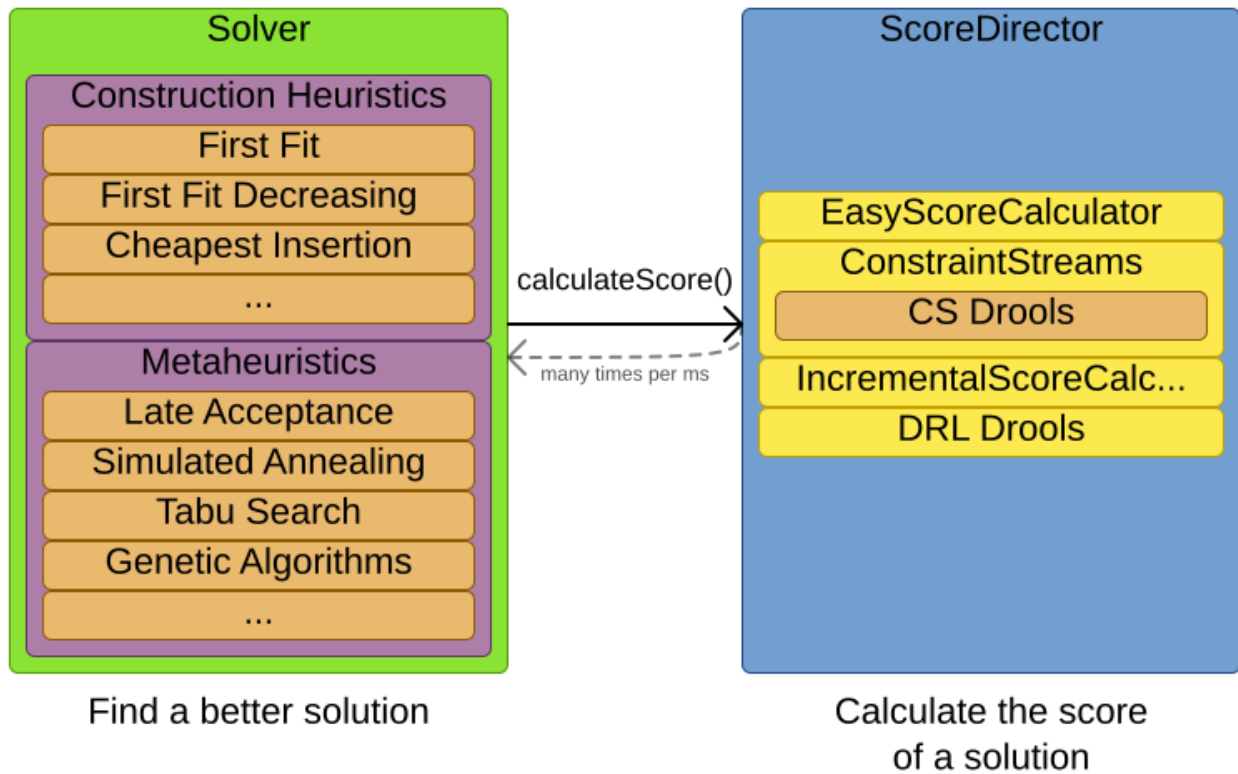 Solver
Construction Heuristics
First Fit
First Fit Decreasing
Cheapest Insertion
...
Metaheuristics
Late Acceptance
Simulated Annealing
Tabu Search
Genetic Algorithms
...
Find a better solution
calculateScore()
many times per ms
ScoreDirector
EasyScoreCalculator
ConstraintStreams
CS Drools
IncrementalScoreCalc...
DRL Drools
Calculate the score
of a solution